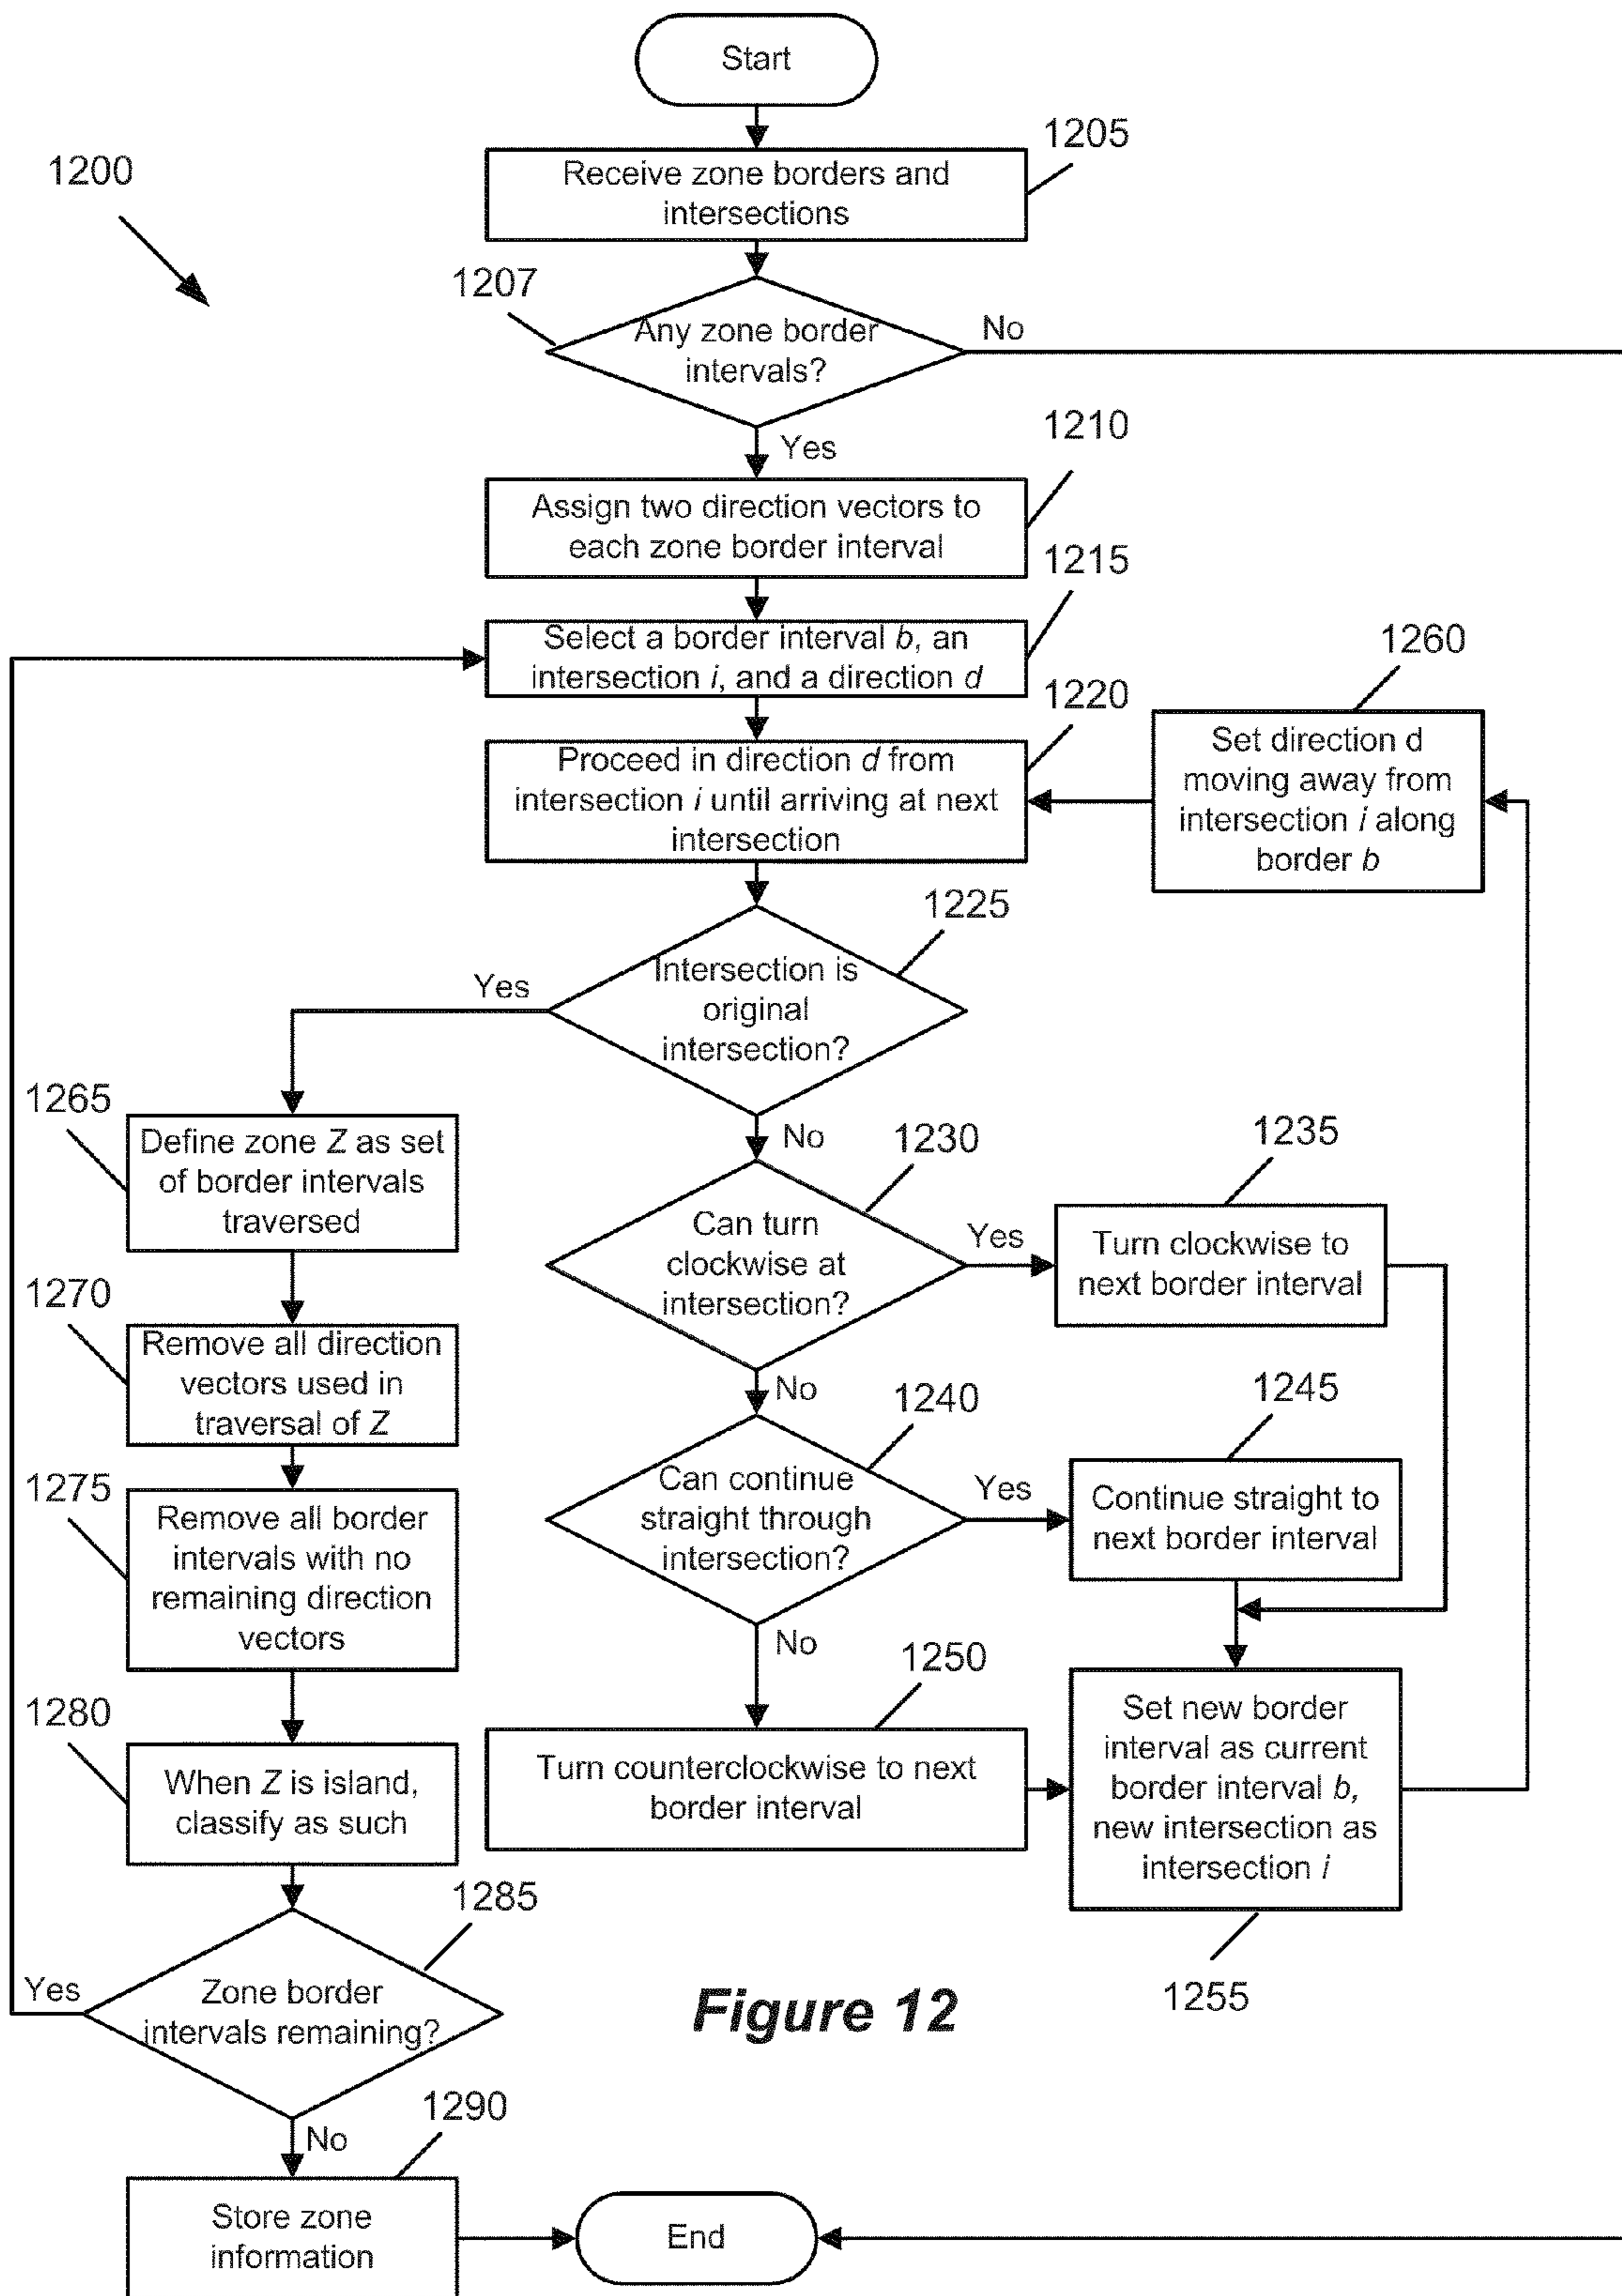 Start
1205
1200
Receive zone borders and
intersections
1207
Any zone border
intervals?
No
Yes
1210
Assign two direction vectors to
each zone border interval
1215
Select a border interval b, an
intersection i, and a direction d
1260
1220
Proceed in direction d from
intersection i until arriving at next
intersection
Set direction d
moving away from
intersection i along
border b
1225
Intersection is
original
intersection?
Yes
No
1265
Define zone Z as set
of border intervals
traversed
1230
Can turn
clockwise at
intersection?
Yes
1235
Turn clockwise to
next border interval
No
1270
Remove all direction
vectors used in
traversal of Z
1240
Can continue
straight through
intersection?
Yes
1245
Continue straight to
next border interval
No
1275
Remove all border
intervals with no
remaining direction
vectors
1250
Turn counterclockwise to next
border interval
Set new border
interval as current
border interval b,
new intersection as
intersection i
1255
1280
When Z is island,
classify as such
1285
Zone border
intervals remaining?
Yes
No
Figure 12
1290
Store zone
information
End